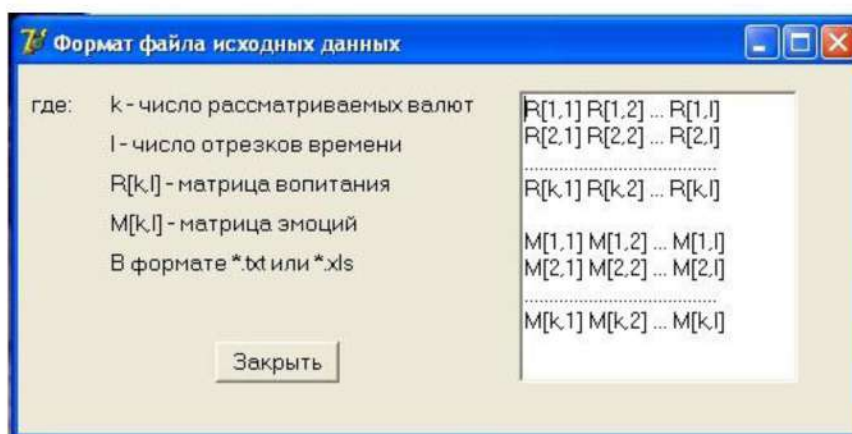 Формат файла исходных данных
где:
k - число рассматриваемых валют
l - число отрезков времени
R[k,l] - матрица вопитания
M[k,l] - матрица эмоций
В формате *.txt или *.xls
Закрыть
R[1,1] R[1,2] ... R[1,l]
R[2,1] R[2,2] ... R[2,l]
.....................................
R[k,1] R[k,2] ... R[k,l]
M[1,1] M[1,2] ... M[1,l]
M[2,1] M[2,2] ... M[2,l]
.....................................
M[k,1] M[k,2] ... M[k,l]